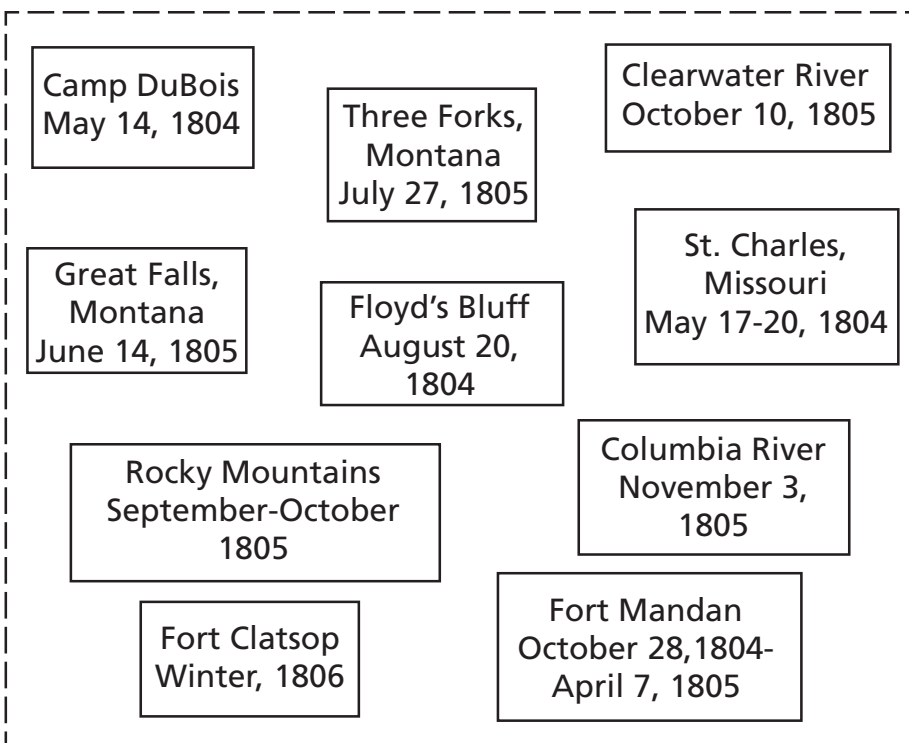 Camp DuBois
May 14, 1804
Three Forks,
Montana
July 27, 1805
Clearwater River
October 10, 1805
Great Falls,
Montana
June 14, 1805
Floyd’s Bluff
August 20,
1804
St. Charles,
Missouri
May 17-20, 1804
Rocky Mountains
September-October
1805
Columbia River
November 3,
1805
Fort Clatsop
Winter, 1806
Fort Mandan
October 28,1804-
April 7, 1805